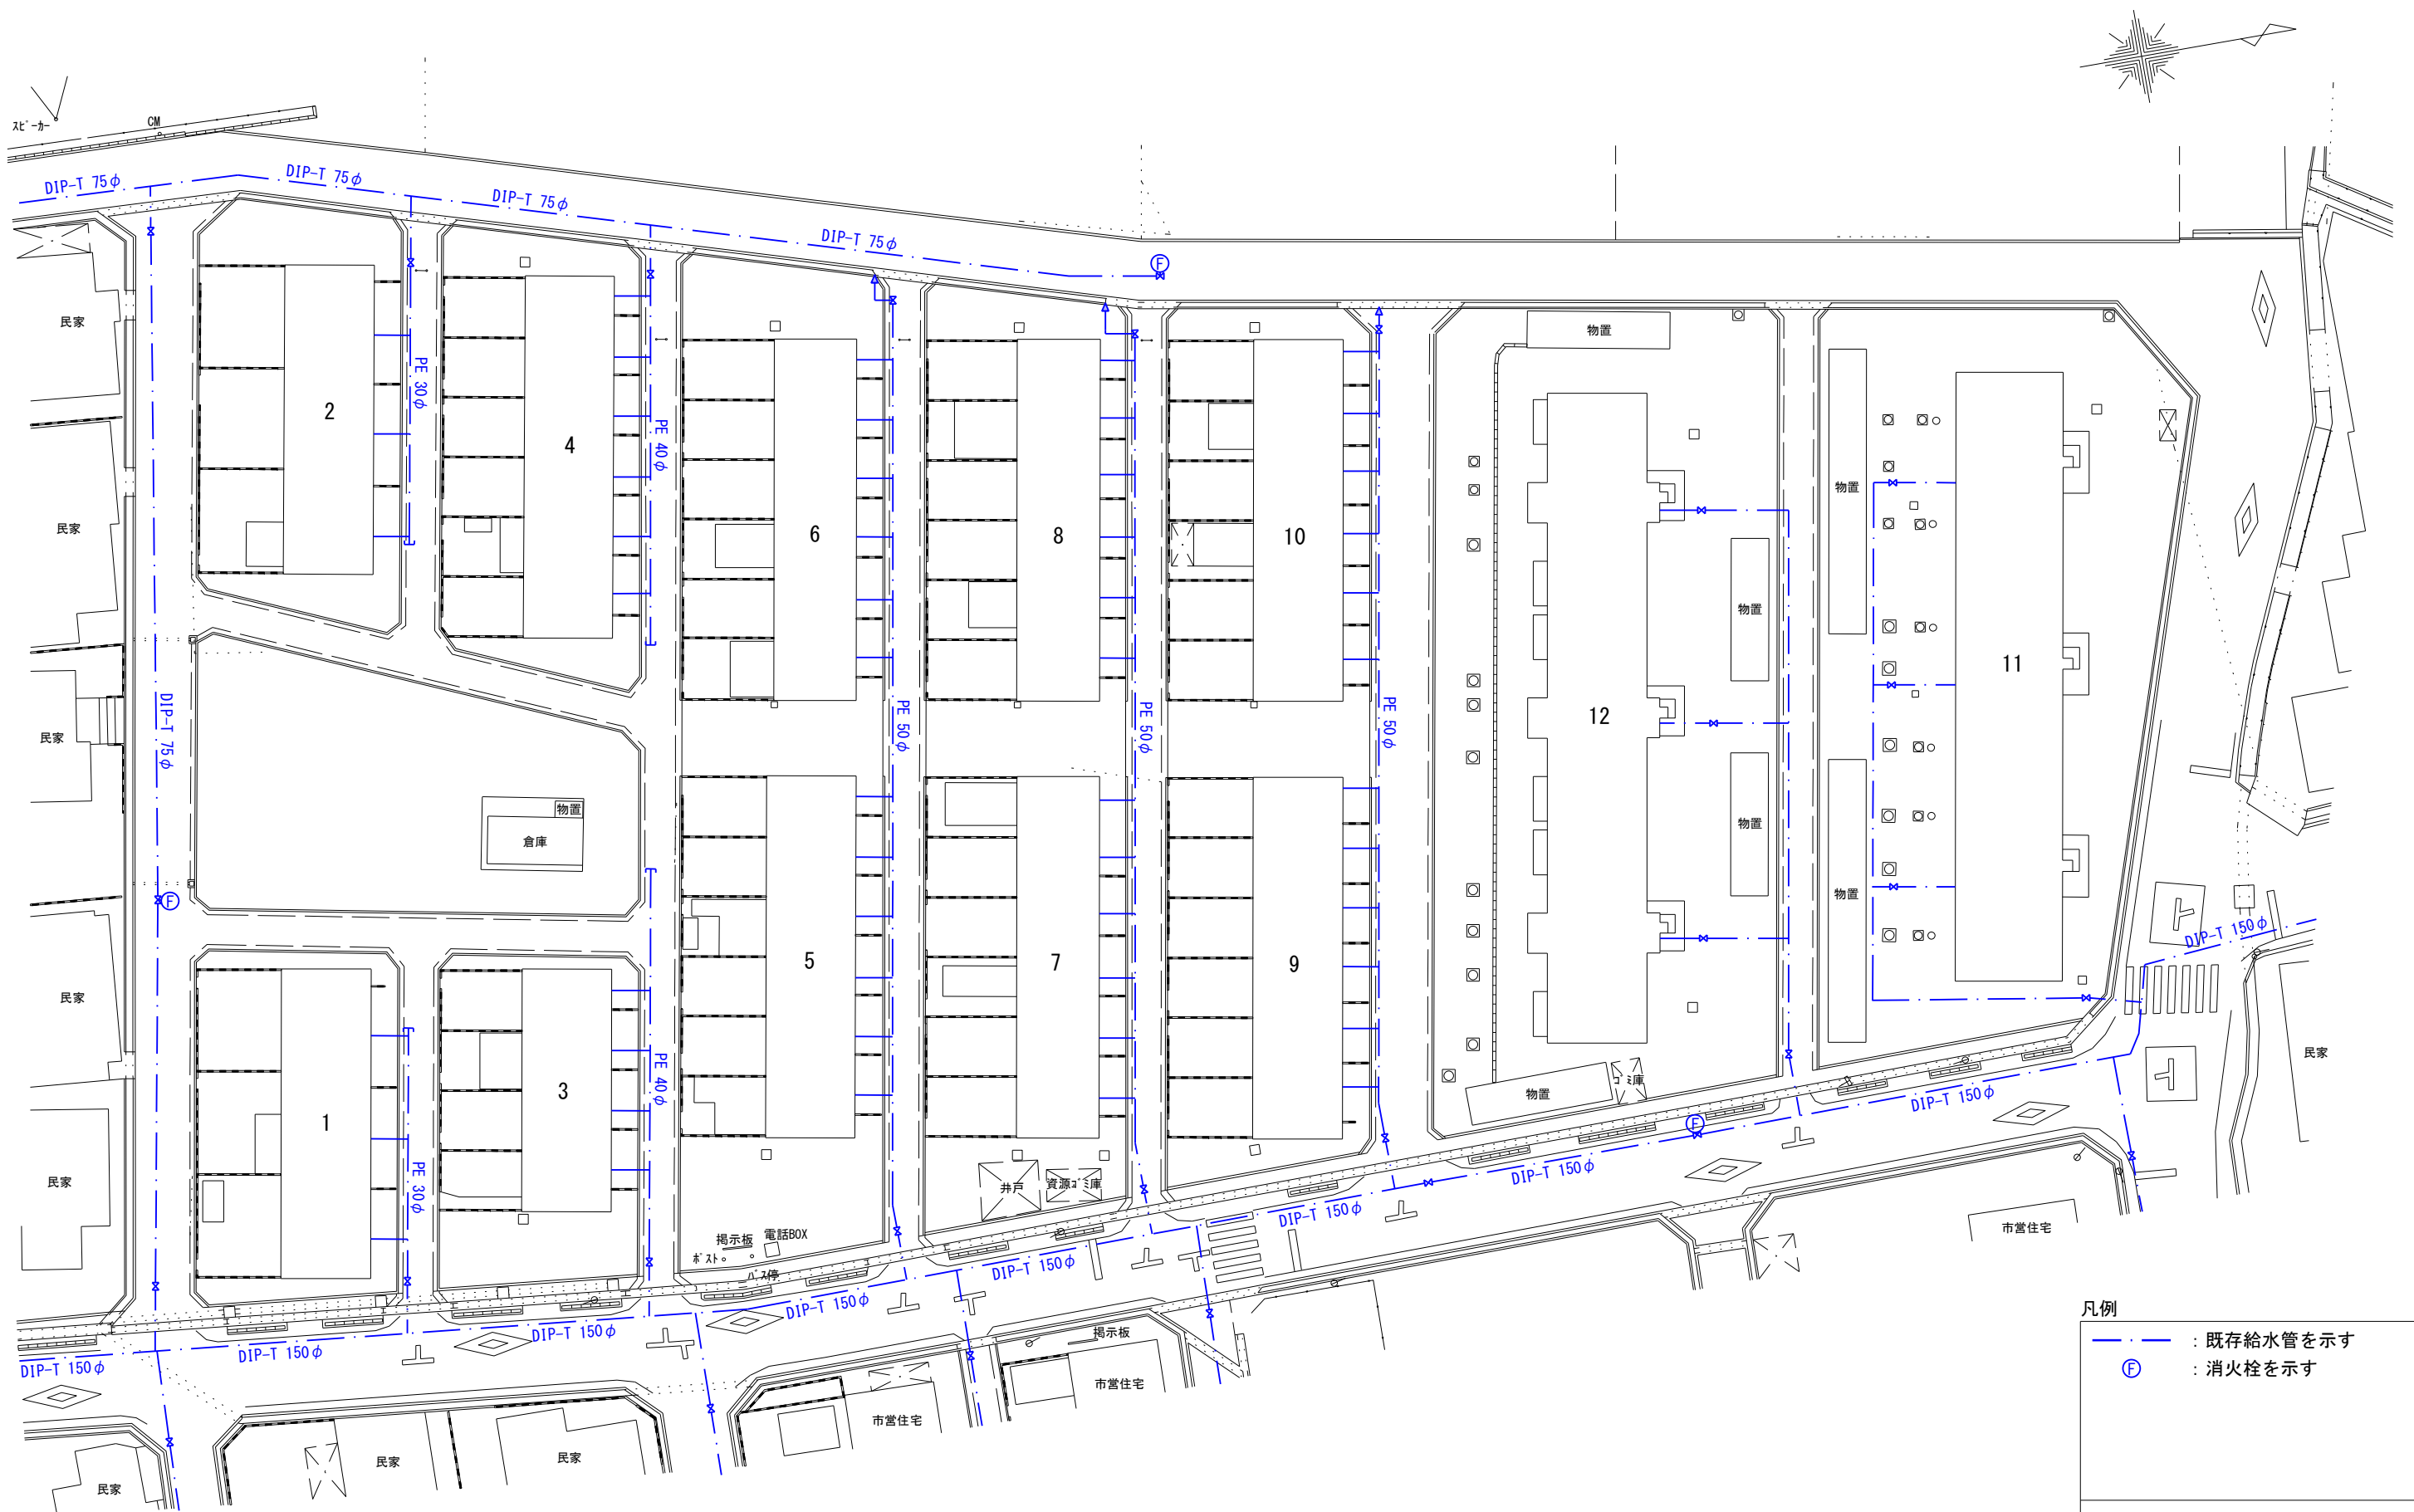 スピーカー
CM
DIP-T 75φ
DIP-T 75φ
DIP-T 75φ
DIP-T 75φ
F
民家
2
PE 30φ
4
PE 40φ
6
8
10
物置
物置
民家
物置
12
11
民家
DIP-T 75φ
PE 50φ
PE 50φ
PE 50φ
物置
倉庫
物置
物置
F
民家
1
3
PE 40φ
5
7
9
DIP-T 150φ
民家
物置
ゴミ庫
F
DIP-T 150φ
民家
PE 30φ
井戸
資源ゴミ庫
DIP-T 150φ
DIP-T 150φ
市営住宅
掲示板
電話BOX
ポスト
バス停
DIP-T 150φ
DIP-T 150φ
DIP-T 150φ
DIP-T 150φ
DIP-T 150φ
掲示板
市営住宅
市営住宅
民家
民家
民家
凡例
：既存給水管を示す
F ：消火栓を示す